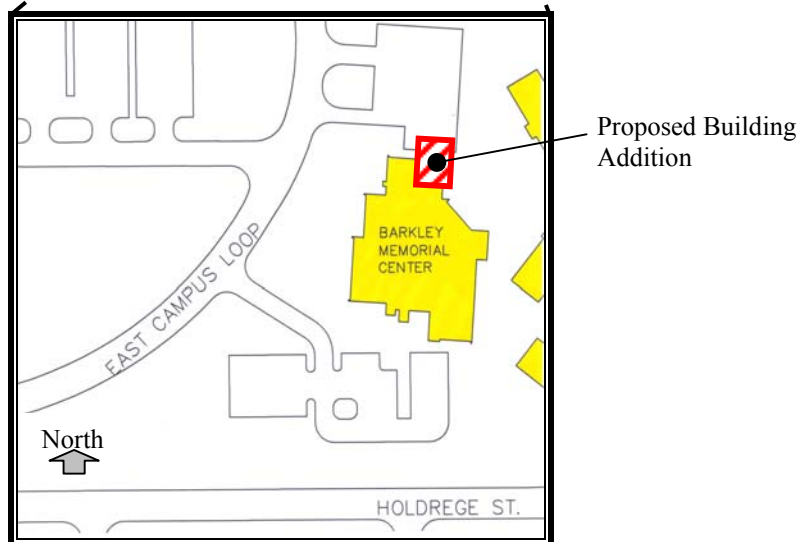 Proposed Building
Addition
BARKLEY
MEMORIAL
CENTER
EAST CAMPUS LOOP
North
HOLDREGE ST.